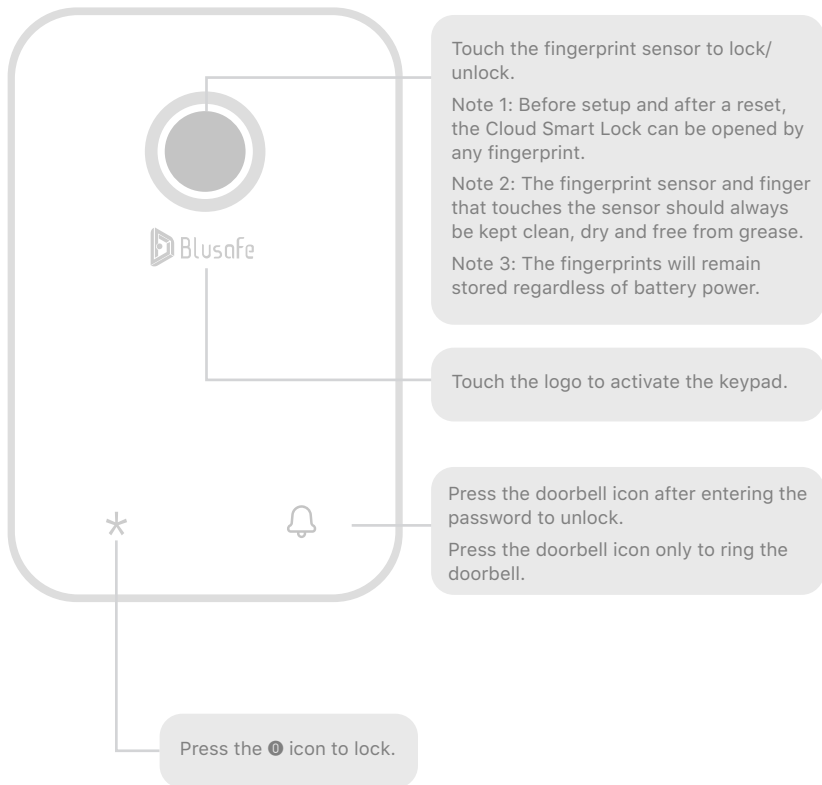 Touch the fingerprint sensor to lock/
unlock.
Note 1: Before setup and after a reset,
the Cloud Smart Lock can be opened by
any fingerprint.
Note 2: The fingerprint sensor and finger
that touches the sensor should always
be kept clean, dry and free from grease.
Note 3: The fingerprints will remain
stored regardless of battery power.
Blusafe
Touch the logo to activate the keypad.
Press the doorbell icon after entering the
password to unlock.
Press the doorbell icon only to ring the
doorbell.
*
Press the ⓿ icon to lock.